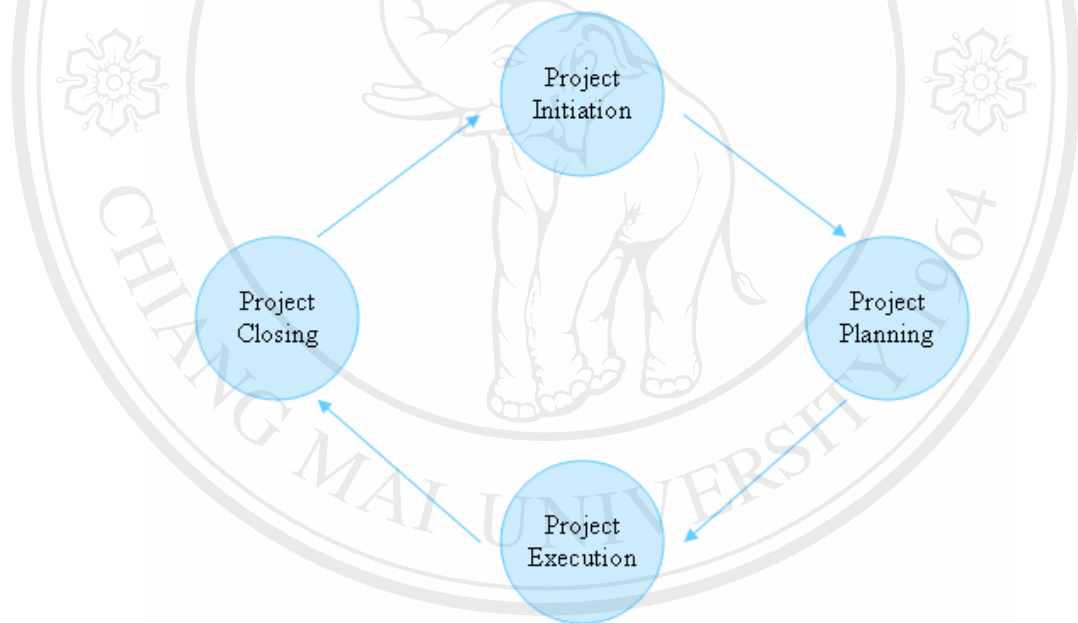 Project
Initiation
Project
Closing
Project
Planning
Project
Execution
CHIANG MAI UNIVERSITY 1964